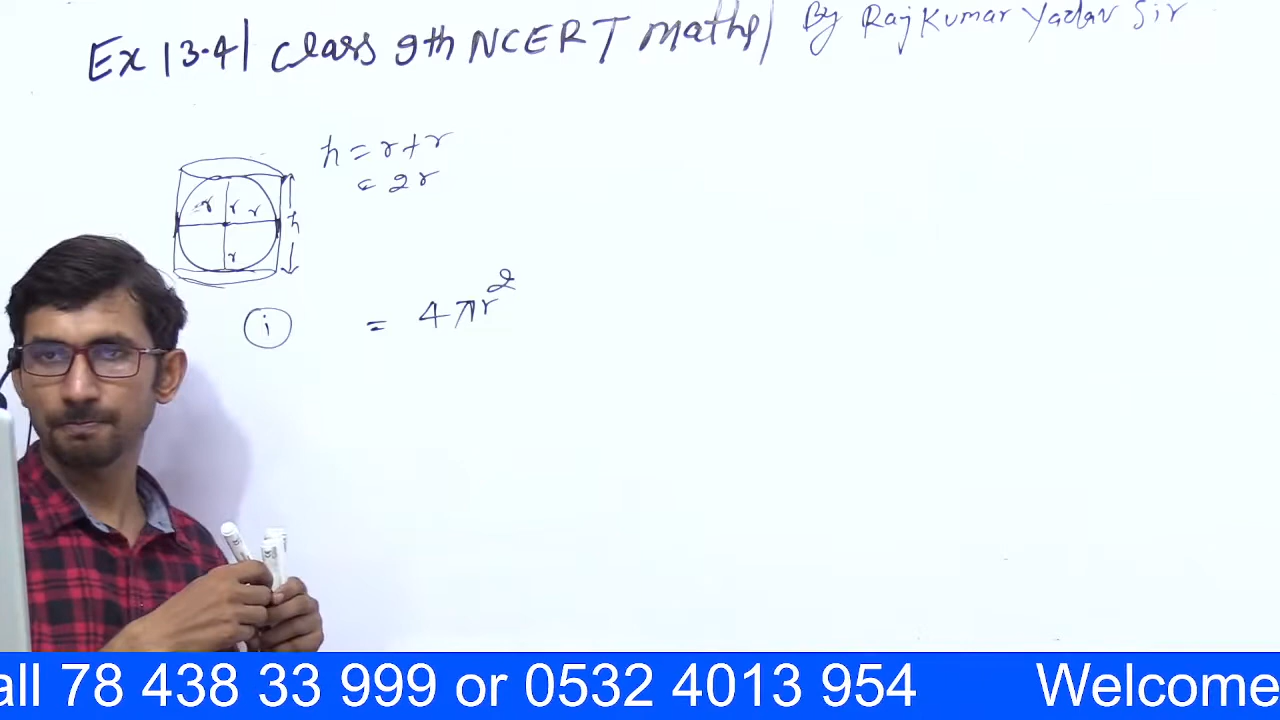 Ex 13.4/ Class 9th NCERT maths/ By Raj Kumar Yadav Sir
h = r + r
= 2r
r r r
h
r
i = 4πr²
all 78 438 33 999 or 0532 4013 954 Welcome